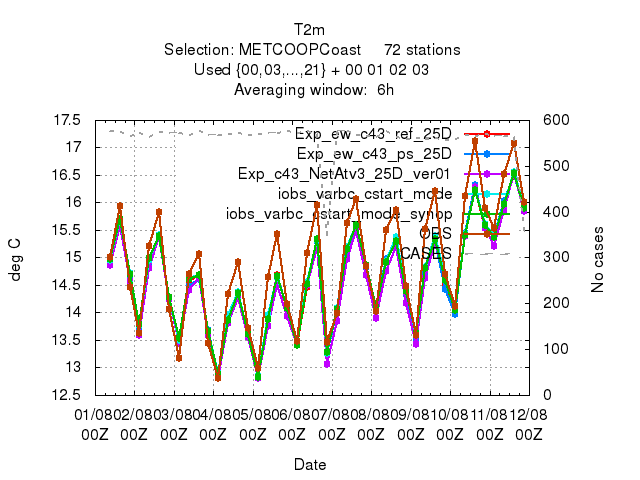 T2m
Selection: METCOOPCoast 72 stations
Used {00,03,...,21} + 00 01 02 03
Averaging window: 6h
17.5
17
16.5
16
15.5
15
14.5
14
13.5
13
12.5
deg C
600
500
400
300
200
100
0
No cases
Exp_ew_c43_ref_25D
Exp_ew_c43_ps_25D
Exp_c43_NetAtv3_25D_ver01
iobs_varbc_cstart_mode
iobs_varbc_cstart_mode_synop
OBS
CASES
01/08 02/08 03/08 04/08 05/08 06/08 07/08 08/08 09/08 10/08 11/08 12/08
00Z 00Z 00Z 00Z 00Z 00Z 00Z 00Z 00Z 00Z 00Z 00Z
Date